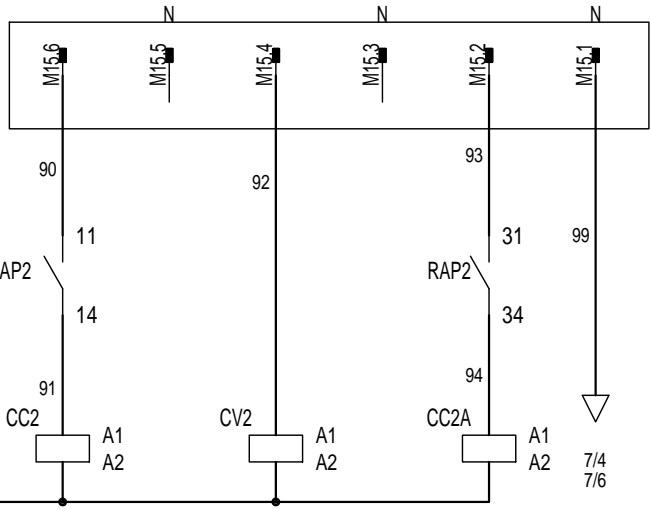 N N N
M15.6 M15.5 M15.4 M15.3 M15.2 M15.1
90 92 93 99
11 31
AP2 RAP2
14 34
91 94
CC2 A1 CV2 A1 CC2A A1
A2 A2 A2
7/4
7/6